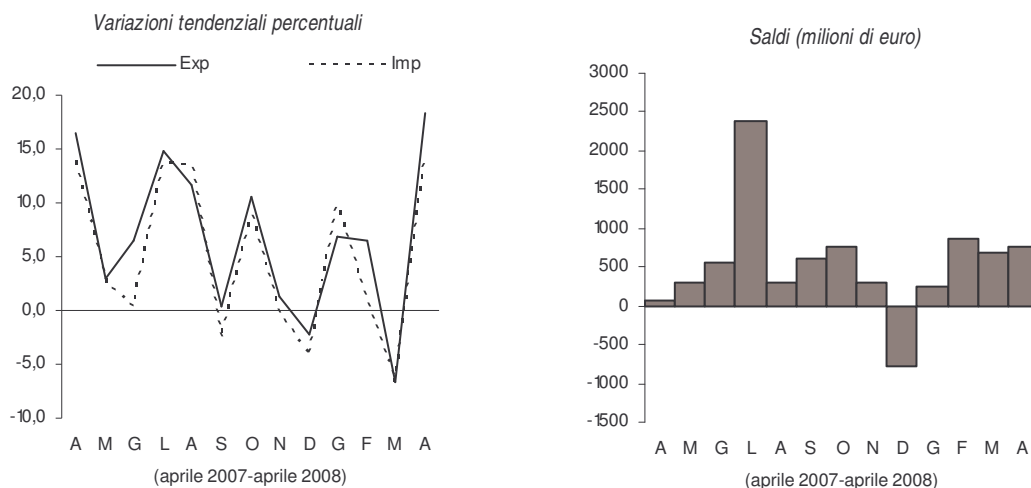 Variazioni tendenziali percentuali
Exp
Imp
20,0
15,0
10,0
5,0
0,0
-5,0
-10,0
A M G L A S O N D G F M A
(aprile 2007-aprile 2008)
Saldi (milioni di euro)
3000
2500
2000
1500
1000
500
0
-500
-1000
-1500
A M G L A S O N D G F M A
(aprile 2007-aprile 2008)